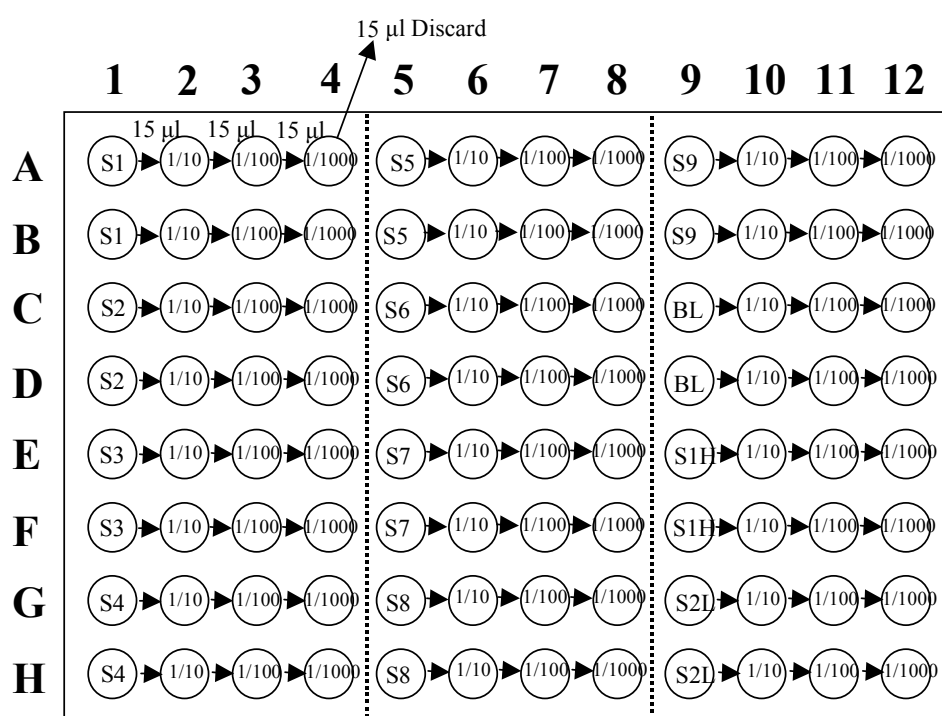 15 μl Discard
1 2 3 4 5 6 7 8 9 10 11 12
15 μl 15 μl 15 μl
A S1 1/10 1/100 1/1000 S5 1/10 1/100 1/1000 S9 1/10 1/100 1/1000
B S1 1/10 1/100 1/1000 S5 1/10 1/100 1/1000 S9 1/10 1/100 1/1000
C S2 1/10 1/100 1/1000 S6 1/10 1/100 1/1000 BL 1/10 1/100 1/1000
D S2 1/10 1/100 1/1000 S6 1/10 1/100 1/1000 BL 1/10 1/100 1/1000
E S3 1/10 1/100 1/1000 S7 1/10 1/100 1/1000 S1H 1/10 1/100 1/1000
F S3 1/10 1/100 1/1000 S7 1/10 1/100 1/1000 S1H 1/10 1/100 1/1000
G S4 1/10 1/100 1/1000 S8 1/10 1/100 1/1000 S2L 1/10 1/100 1/1000
H S4 1/10 1/100 1/1000 S8 1/10 1/100 1/1000 S2L 1/10 1/100 1/1000